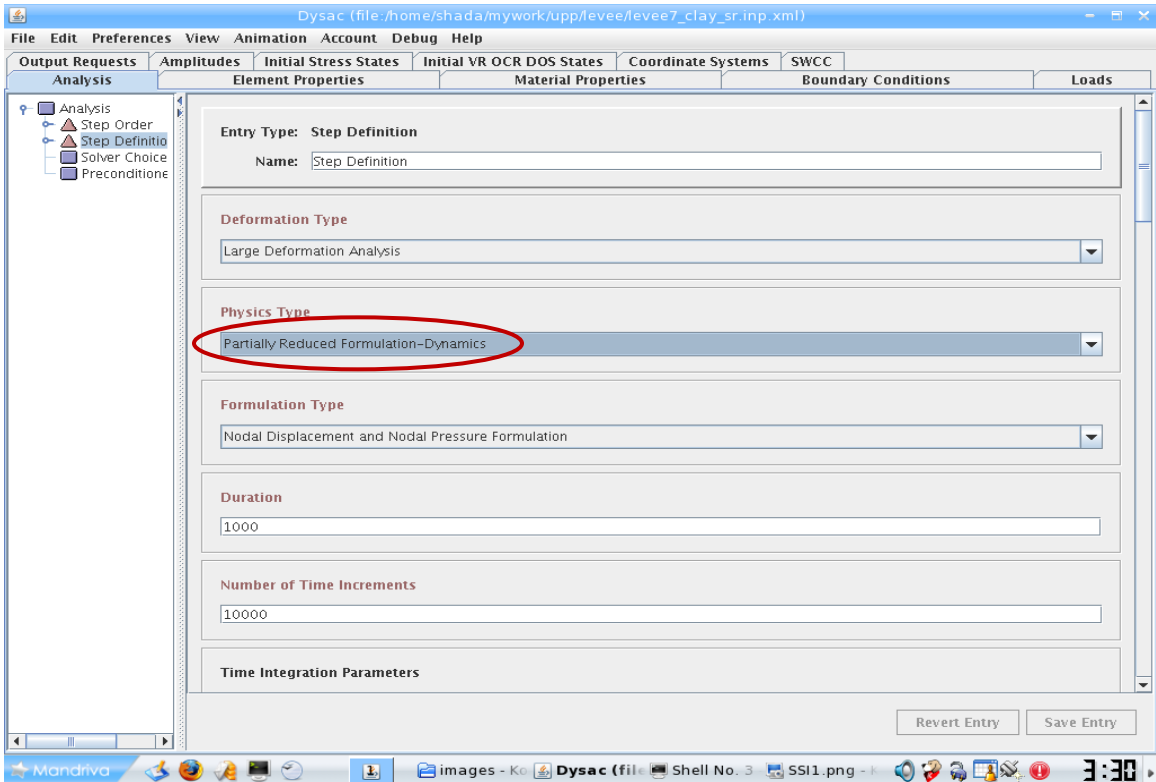 Dysac (file:/home/shada/mywork/upp/levee/levee7_clay_sr.inp.xml)
File Edit Preferences View Animation Account Debug Help
Output Requests Amplitudes Initial Stress States Initial VR OCR DOS States Coordinate Systems SWCC
Analysis Element Properties Material Properties Boundary Conditions Loads
Analysis
Step Order
Step Definitio
Solver Choice
Preconditione
Entry Type: Step Definition
Name: Step Definition
Deformation Type
Large Deformation Analysis
Physics Type
Partially Reduced Formulation-Dynamics
Formulation Type
Nodal Displacement and Nodal Pressure Formulation
Duration
1000
Number of Time Increments
10000
Time Integration Parameters
Revert Entry Save Entry
Mandriva 1 images - Ko Dysac (file Shell No. 3 SSI1.png - K 3:30